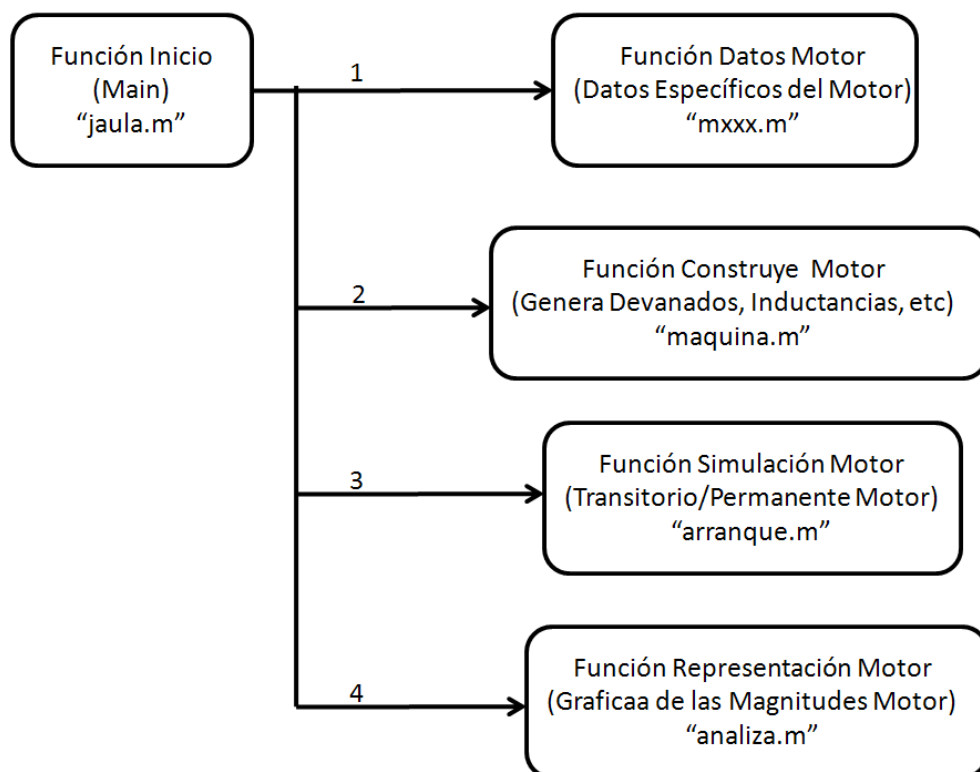 Función Inicio
(Main)
“jaula.m”
1
Función Datos Motor
(Datos Específicos del Motor)
“mxxx.m”
2
Función Construye Motor
(Genera Devanados, Inductancias, etc)
“maquina.m”
3
Función Simulación Motor
(Transitorio/Permanente Motor)
“arranque.m”
4
Función Representación Motor
(Graficaa de las Magnitudes Motor)
“analiza.m”